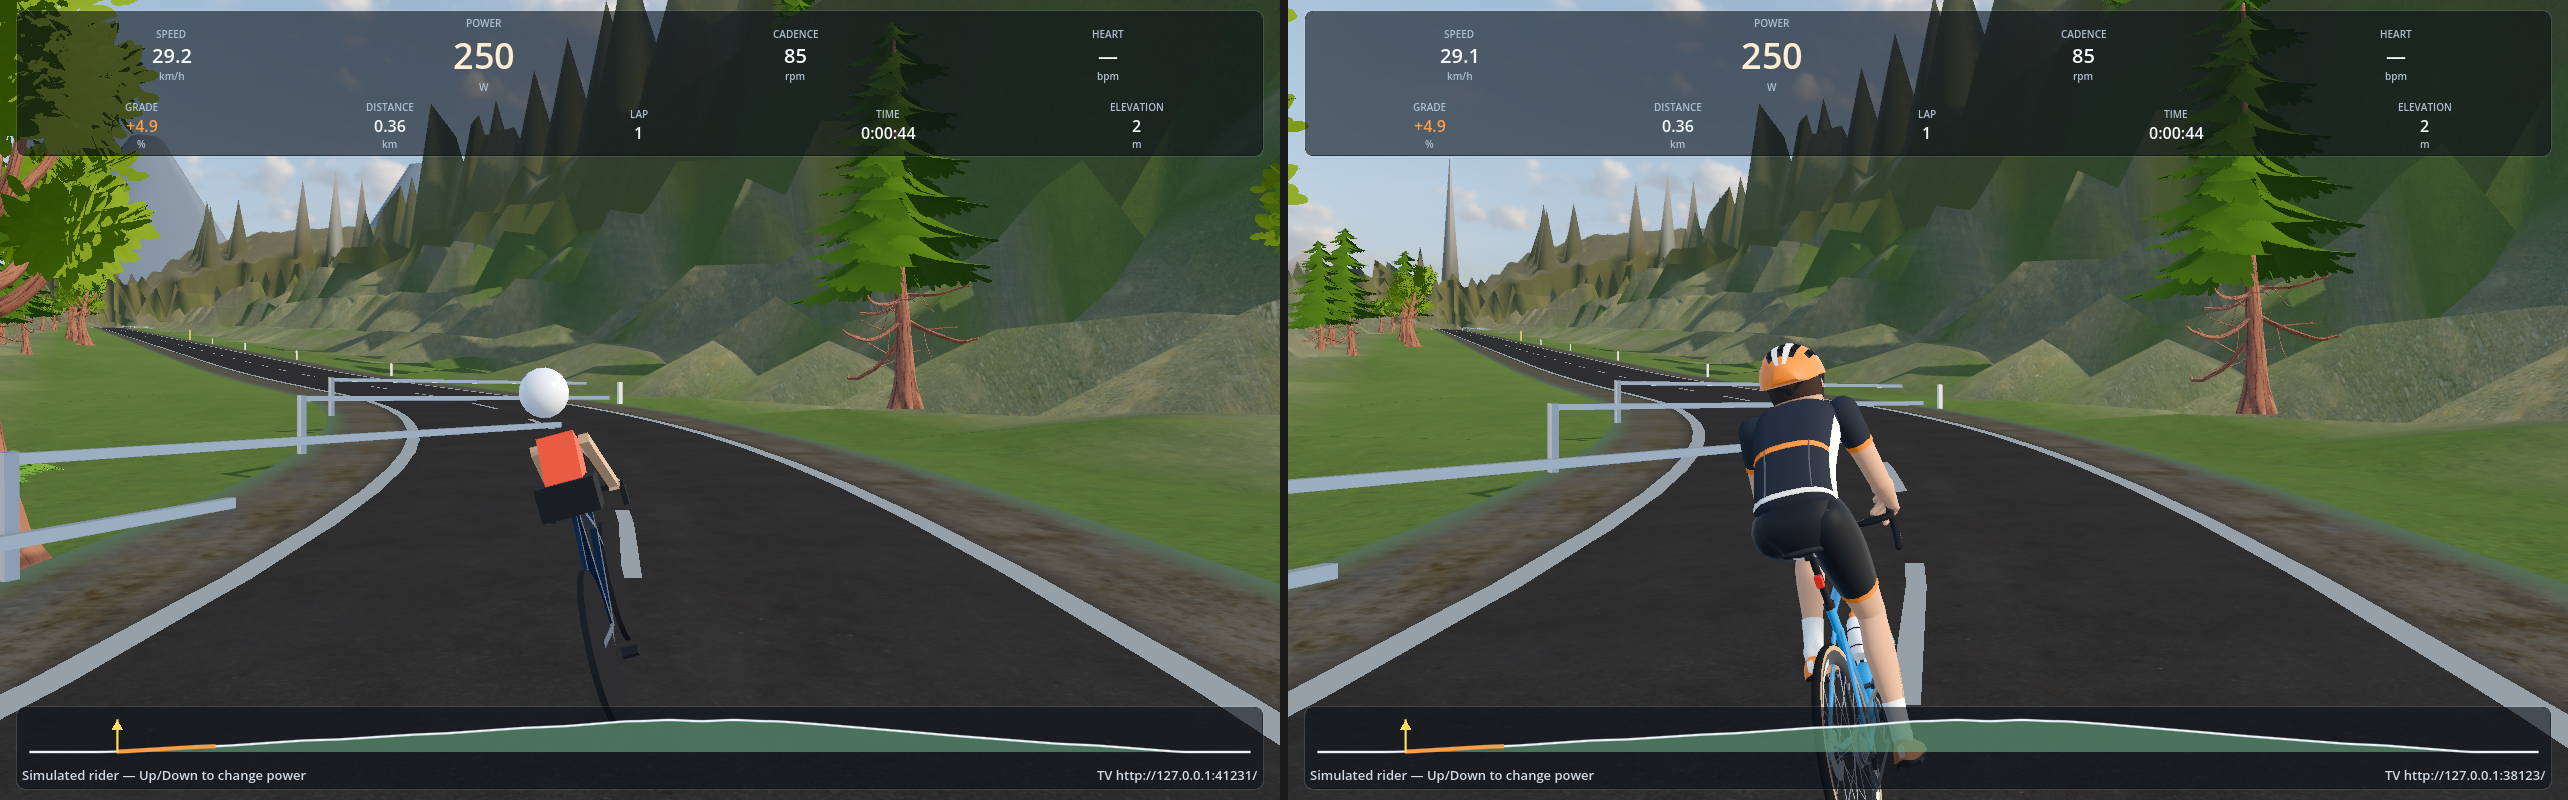 SPEED
29.2
km/h
POWER
250
W
CADENCE
85
rpm
HEART
—
bpm
GRADE
+4.9
%
DISTANCE
0.36
km
LAP
1
TIME
0:00:44
ELEVATION
2
m
Simulated rider — Up/Down to change power
TV http://127.0.0.1:41231/
SPEED
29.1
km/h
POWER
250
W
CADENCE
85
rpm
HEART
—
bpm
GRADE
+4.9
%
DISTANCE
0.36
km
LAP
1
TIME
0:00:44
ELEVATION
2
m
Simulated rider — Up/Down to change power
TV http://127.0.0.1:38123/